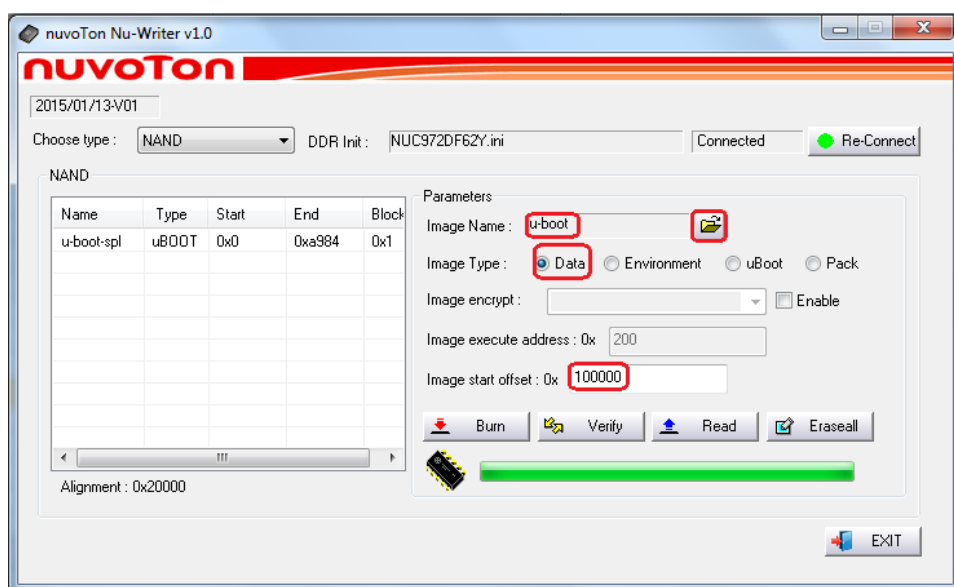 nuvoTon Nu-Writer v1.0
nuvoTon
2015/01/13-V01
Choose type : NAND DDR Init : NUC972DF62Y.ini Connected Re-Connect
NAND
Name Type Start End Block
u-boot-spl uBOOT 0x0 0xa984 0x1
Alignment : 0x20000
Parameters
Image Name : u-boot
Image Type : Data Environment uBoot Pack
Image encrypt : Enable
Image execute address : 0x 200
Image start offset : 0x 100000
Burn Verify Read Eraseall
EXIT